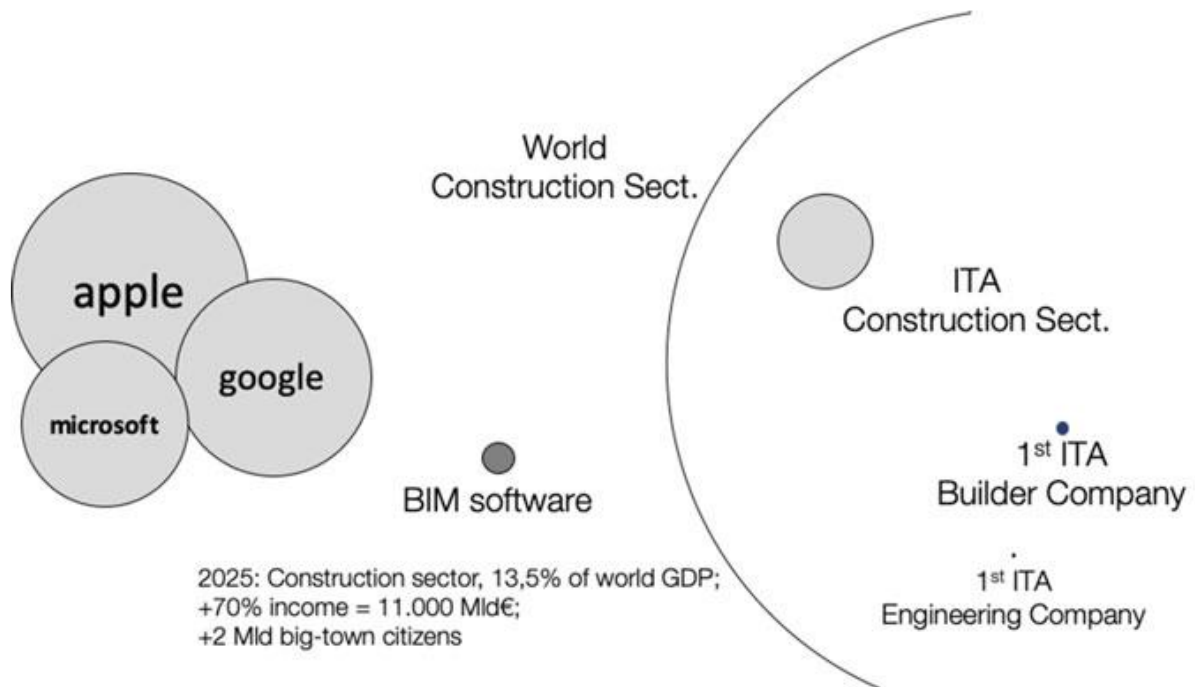 World
Construction Sect.
apple
google
microsoft
ITA
Construction Sect.
BIM software
1st ITA
Builder Company
1st ITA
Engineering Company
2025: Construction sector, 13,5% of world GDP;
+70% income = 11.000 Mld€;
+2 Mld big-town citizens